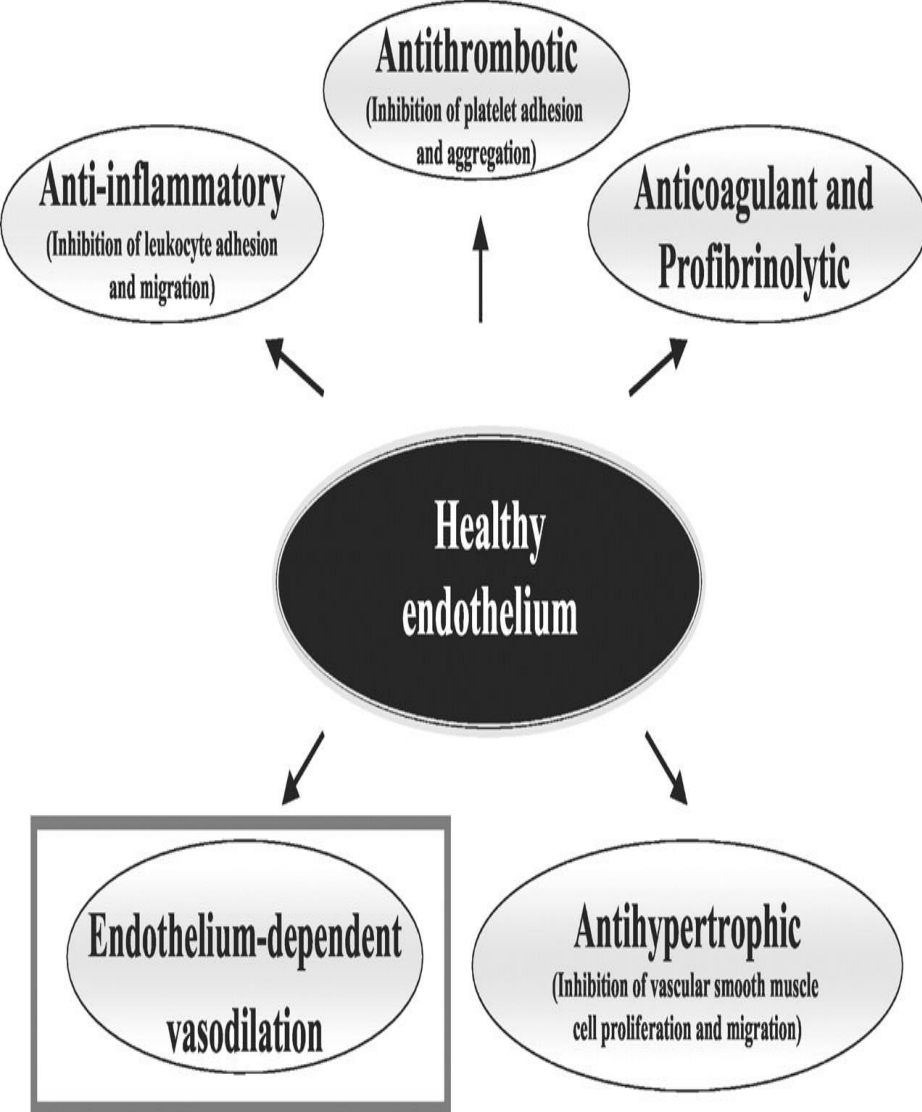 Antithrombotic
(Inhibition of platelet adhesion
and aggregation)
Anti-inflammatory
(Inhibition of leukocyte adhesion
and migration)
Anticoagulant and
Profibrinolytic
Healthy
endothelium
Endothelium-dependent
vasodilation
Antihypertrophic
(Inhibition of vascular smooth muscle
cell proliferation and migration)